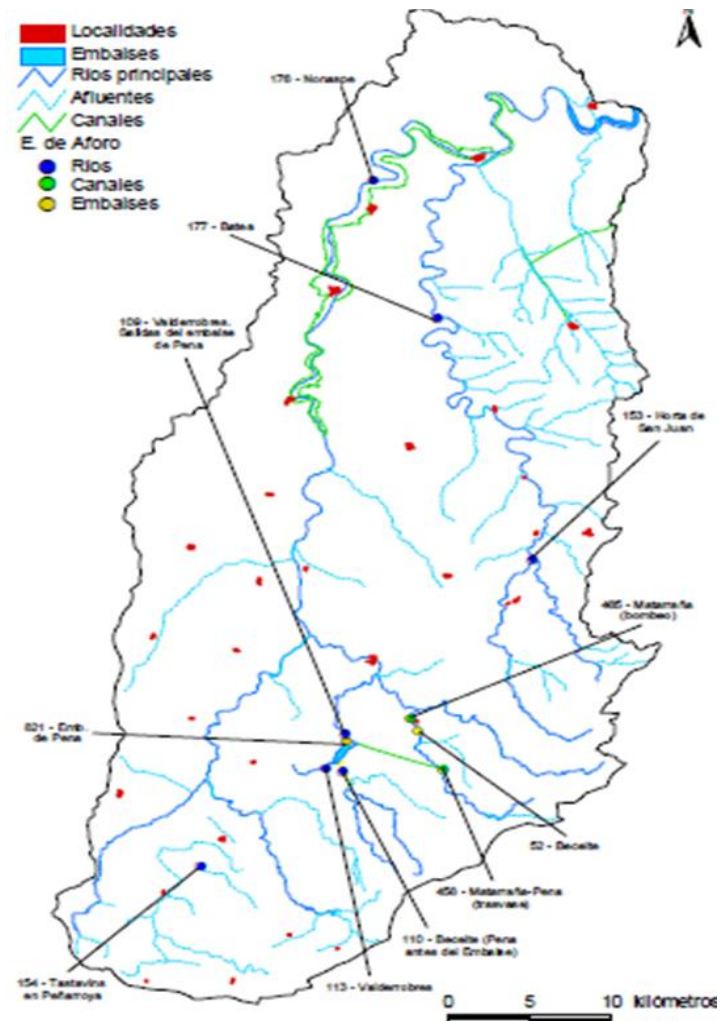 Localidades
Embalses
Ríos principales
Afluentes
Canales
E. de Aforo
Ríos
Canales
Embalses
176 - Nonaspe
177 - Batea
109 - Valderrobres.
Salidas del embalse
de Pena
153 - Horta de
San Juan
465 - Matarraña
(bombeo)
821 - Emb.
de Pena
52 - Beceite
456 - Matarraña-Pena
(trasvase)
110 - Beceite (Pena
antes del Embalse)
113 - Valderrobres
154 - Tastavins
en Peñarroya
0 5 10 kilómetros